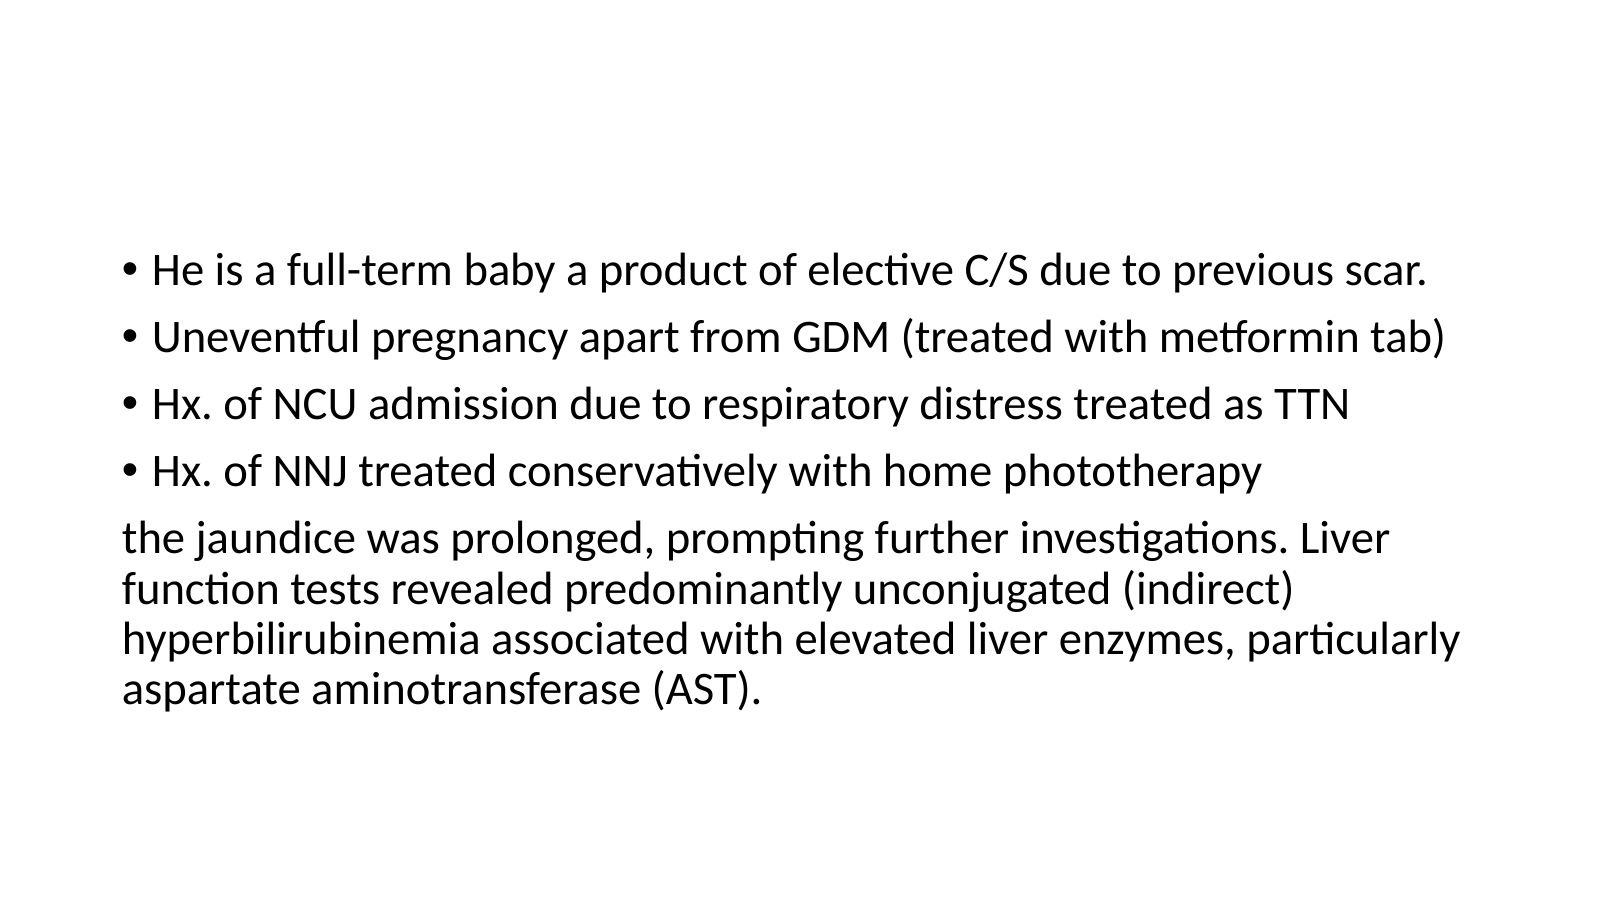 • He is a full-term baby a product of elective C/S due to previous scar.
• Uneventful pregnancy apart from GDM (treated with metformin tab)
• Hx. of NCU admission due to respiratory distress treated as TTN
• Hx. of NNJ treated conservatively with home phototherapy
the jaundice was prolonged, prompting further investigations. Liver
function tests revealed predominantly unconjugated (indirect)
hyperbilirubinemia associated with elevated liver enzymes, particularly
aspartate aminotransferase (AST).